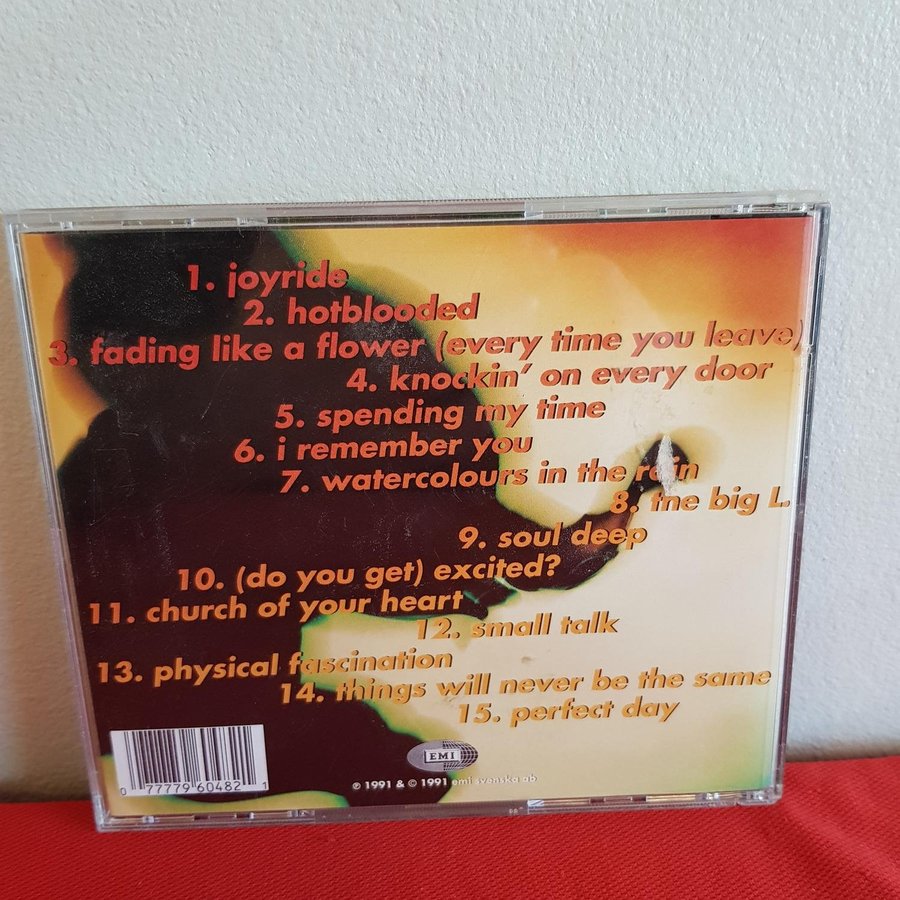 1. joyride
2. hotblooded
3. fading like a flower (every time you leave)
4. knockin' on every door
5. spending my time
6. i remember you
7. watercolours in the rain
8. the big L.
9. soul deep
10. (do you get) excited?
11. church of your heart
12. small talk
13. physical fascination
14. things will never be the same
15. perfect day
EMI
℗ 1991 & © 1991 emi svenska ab
0 77779 60482 1